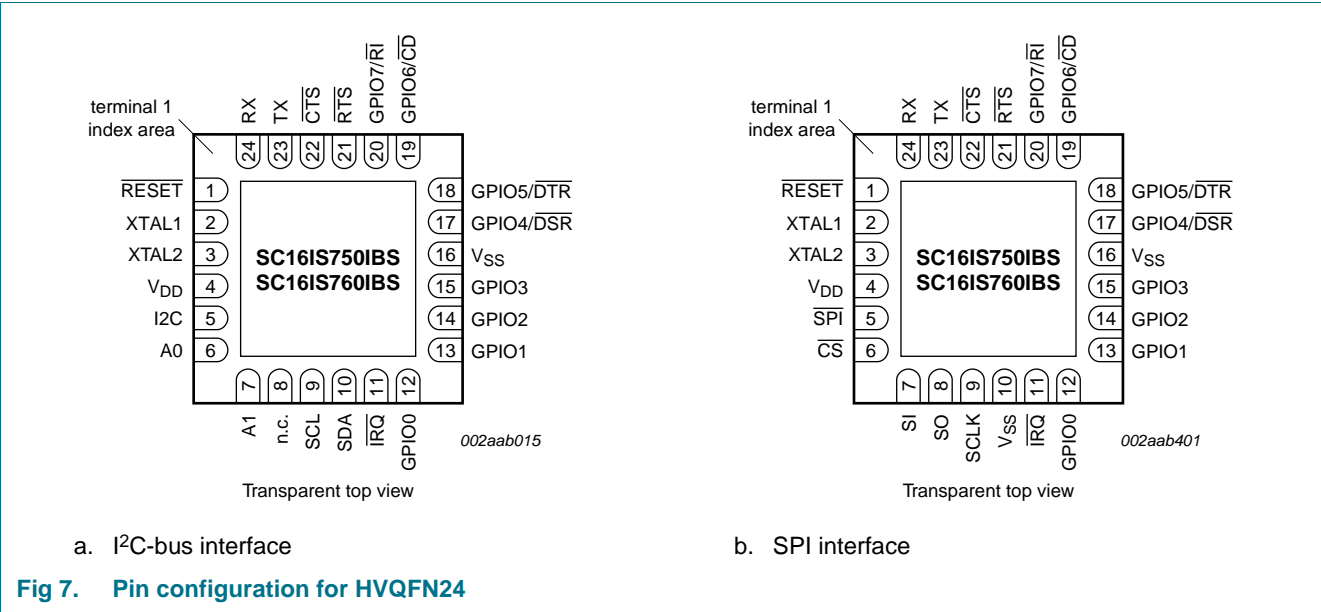 terminal 1
index area
RX
TX
CTS
RTS
GPIO7/RI
GPIO6/CD
24
23
22
21
20
19
RESET 1
XTAL1 2
XTAL2 3
VDD 4
I2C 5
A0 6
SC16IS750IBS
SC16IS760IBS
18 GPIO5/DTR
17 GPIO4/DSR
16 VSS
15 GPIO3
14 GPIO2
13 GPIO1
7
8
9
10
11
12
A1
n.c.
SCL
SDA
IRQ
GPIO0
002aab015
Transparent top view
a. I2C-bus interface
terminal 1
index area
RX
TX
CTS
RTS
GPIO7/RI
GPIO6/CD
24
23
22
21
20
19
RESET 1
XTAL1 2
XTAL2 3
VDD 4
SPI 5
CS 6
SC16IS750IBS
SC16IS760IBS
18 GPIO5/DTR
17 GPIO4/DSR
16 VSS
15 GPIO3
14 GPIO2
13 GPIO1
7
8
9
10
11
12
SI
SO
SCLK
VSS
IRQ
GPIO0
002aab401
Transparent top view
b. SPI interface
Fig 7. Pin configuration for HVQFN24